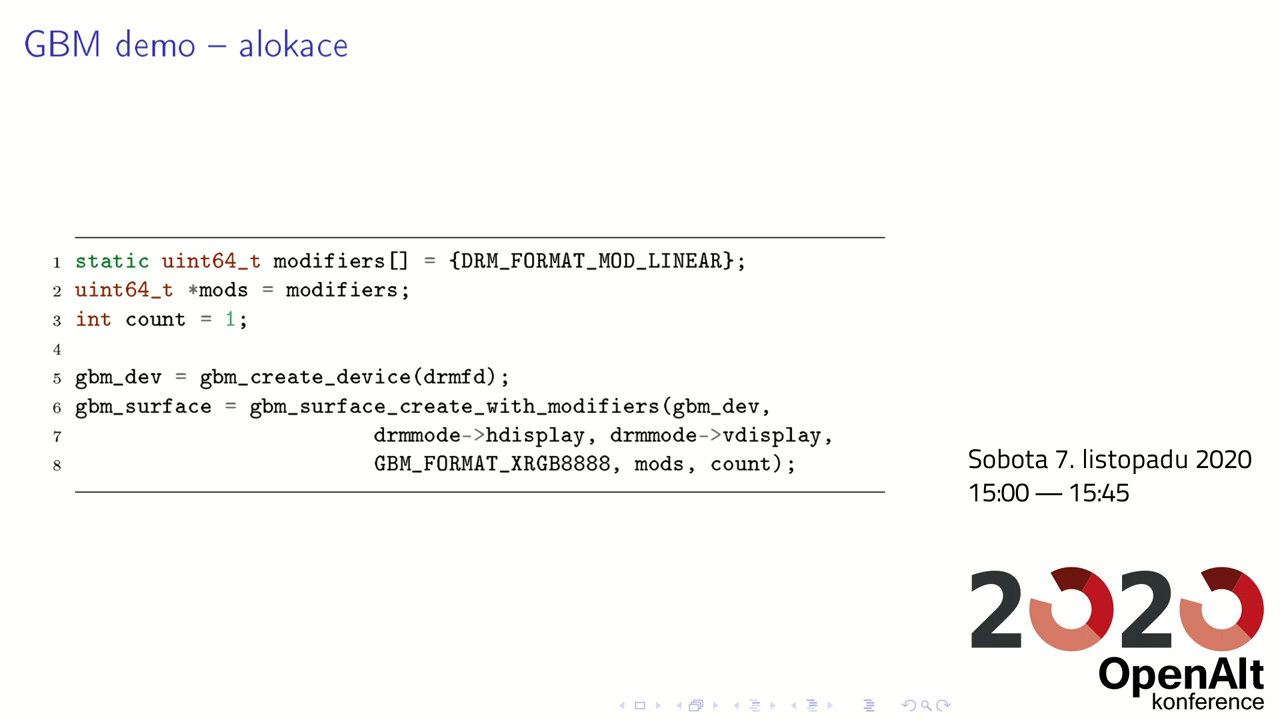 GBM demo – alokace
1 static uint64_t modifiers[] = {DRM_FORMAT_MOD_LINEAR};
2 uint64_t *mods = modifiers;
3 int count = 1;
4
5 gbm_dev = gbm_create_device(drmfd);
6 gbm_surface = gbm_surface_create_with_modifiers(gbm_dev,
7 drmmode->hdisplay, drmmode->vdisplay,
8 GBM_FORMAT_XRGB8888, mods, count);
Sobota 7. listopadu 2020
15:00 — 15:45
2020
OpenAlt
konference